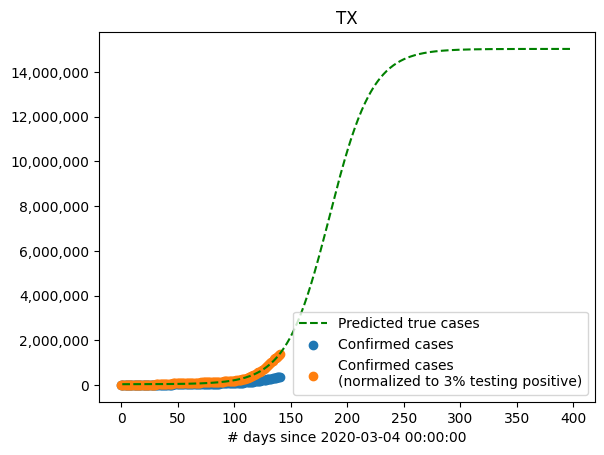 TX
14,000,000
12,000,000
10,000,000
8,000,000
6,000,000
4,000,000
2,000,000
0
Predicted true cases
Confirmed cases
Confirmed cases
(normalized to 3% testing positive)
0 50 100 150 200 250 300 350 400
# days since 2020-03-04 00:00:00